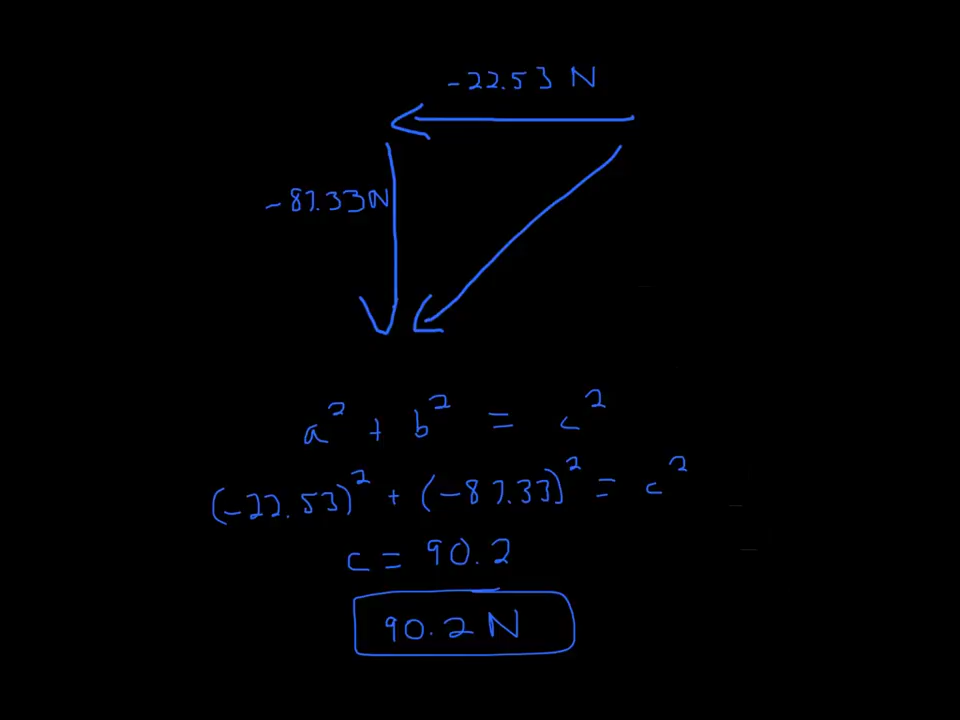 -22.53 N
-87.33N
a² + b² = c²
(-22.53)² + (-87.33)² = c²
c = 90.2
90.2 N